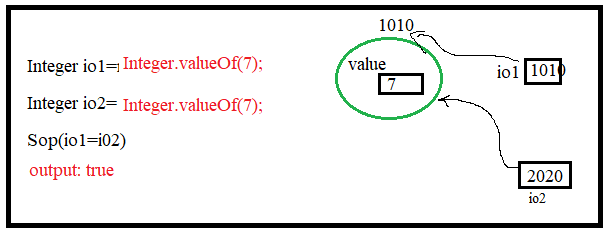 1010
Integer io1=i Integer.valueOf(7);
value
io1 1010
7
Integer io2= Integer.valueOf(7);
Sop(io1=i02)
output: true
2020
io2